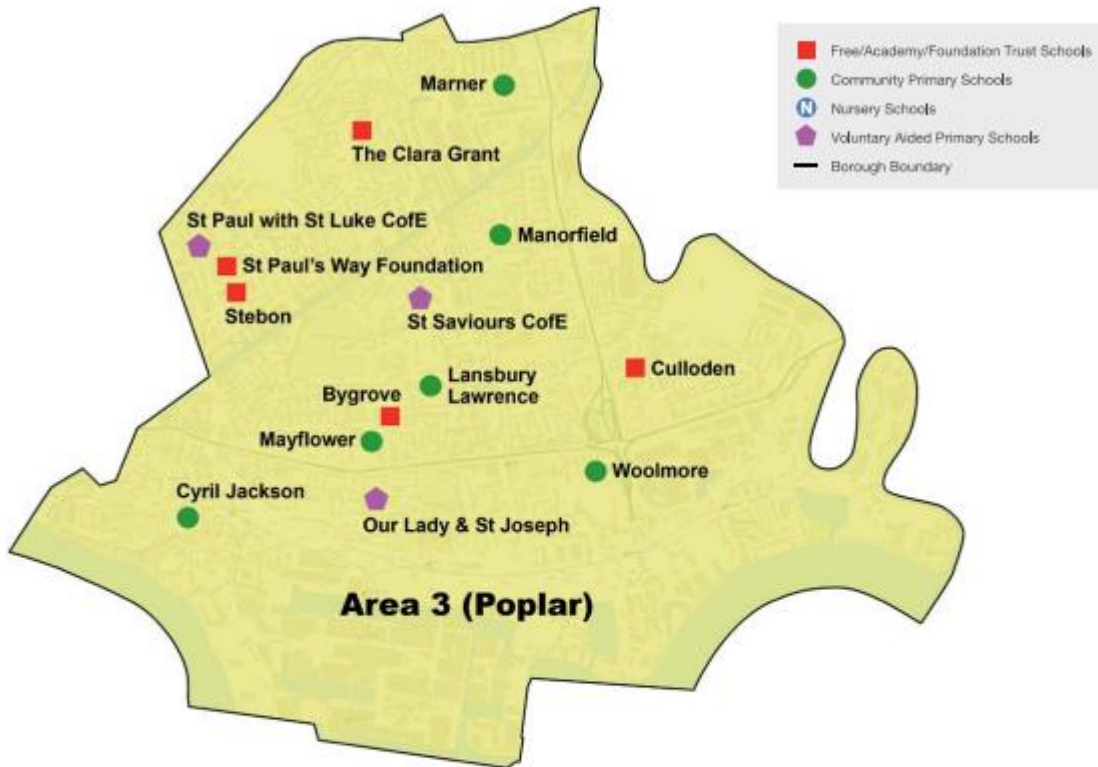 Free/Academy/Foundation Trust Schools
Community Primary Schools
N
Nursery Schools
Voluntary Aided Primary Schools
Borough Boundary
Marner
The Clara Grant
St Paul with St Luke CofE
Manorfield
St Paul's Way Foundation
Stebon
St Saviours CofE
Culloden
Lansbury
Lawrence
Bygrove
Mayflower
Woolmore
Cyril Jackson
Our Lady & St Joseph
Area 3 (Poplar)